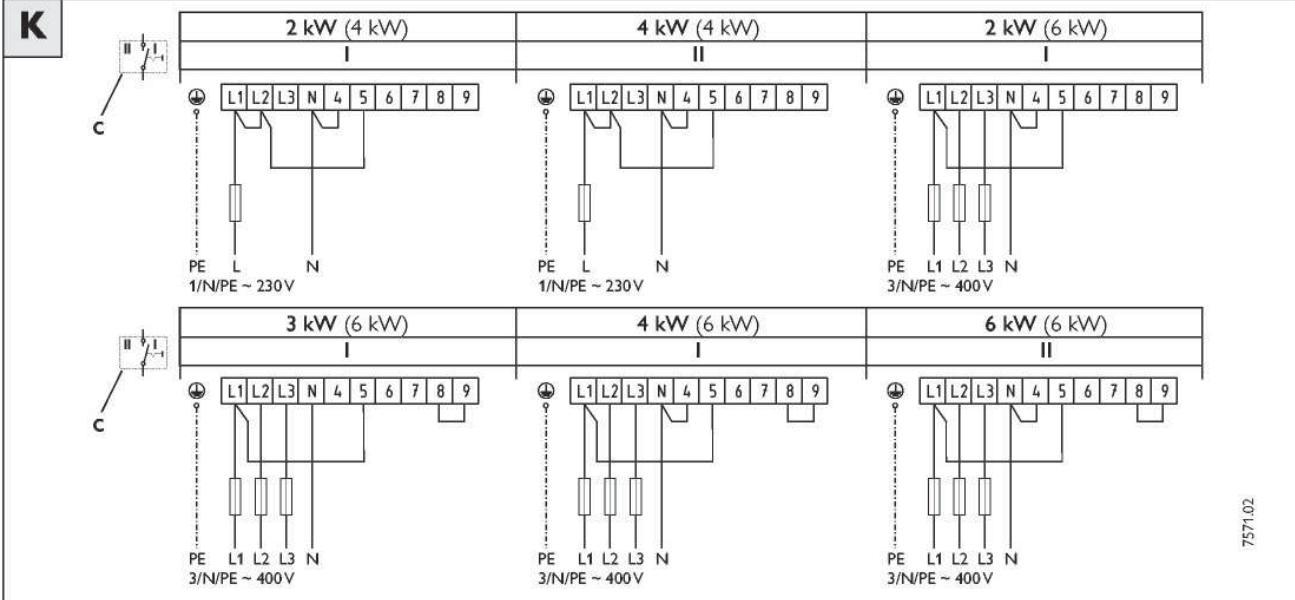 K
2 kW (4 kW) 4 kW (4 kW) 2 kW (6 kW)
II I I II I
L1 L2 L3 N 4 5 6 7 8 9 L1 L2 L3 N 4 5 6 7 8 9 L1 L2 L3 N 4 5 6 7 8 9
C
PE L N PE L N PE L1 L2 L3 N
1/N/PE ~ 230 V 1/N/PE ~ 230 V 3/N/PE ~ 400 V
3 kW (6 kW) 4 kW (6 kW) 6 kW (6 kW)
II I I I II
L1 L2 L3 N 4 5 6 7 8 9 L1 L2 L3 N 4 5 6 7 8 9 L1 L2 L3 N 4 5 6 7 8 9
C
PE L1 L2 L3 N PE L1 L2 L3 N PE L1 L2 L3 N
3/N/PE ~ 400 V 3/N/PE ~ 400 V 3/N/PE ~ 400 V
7571.02